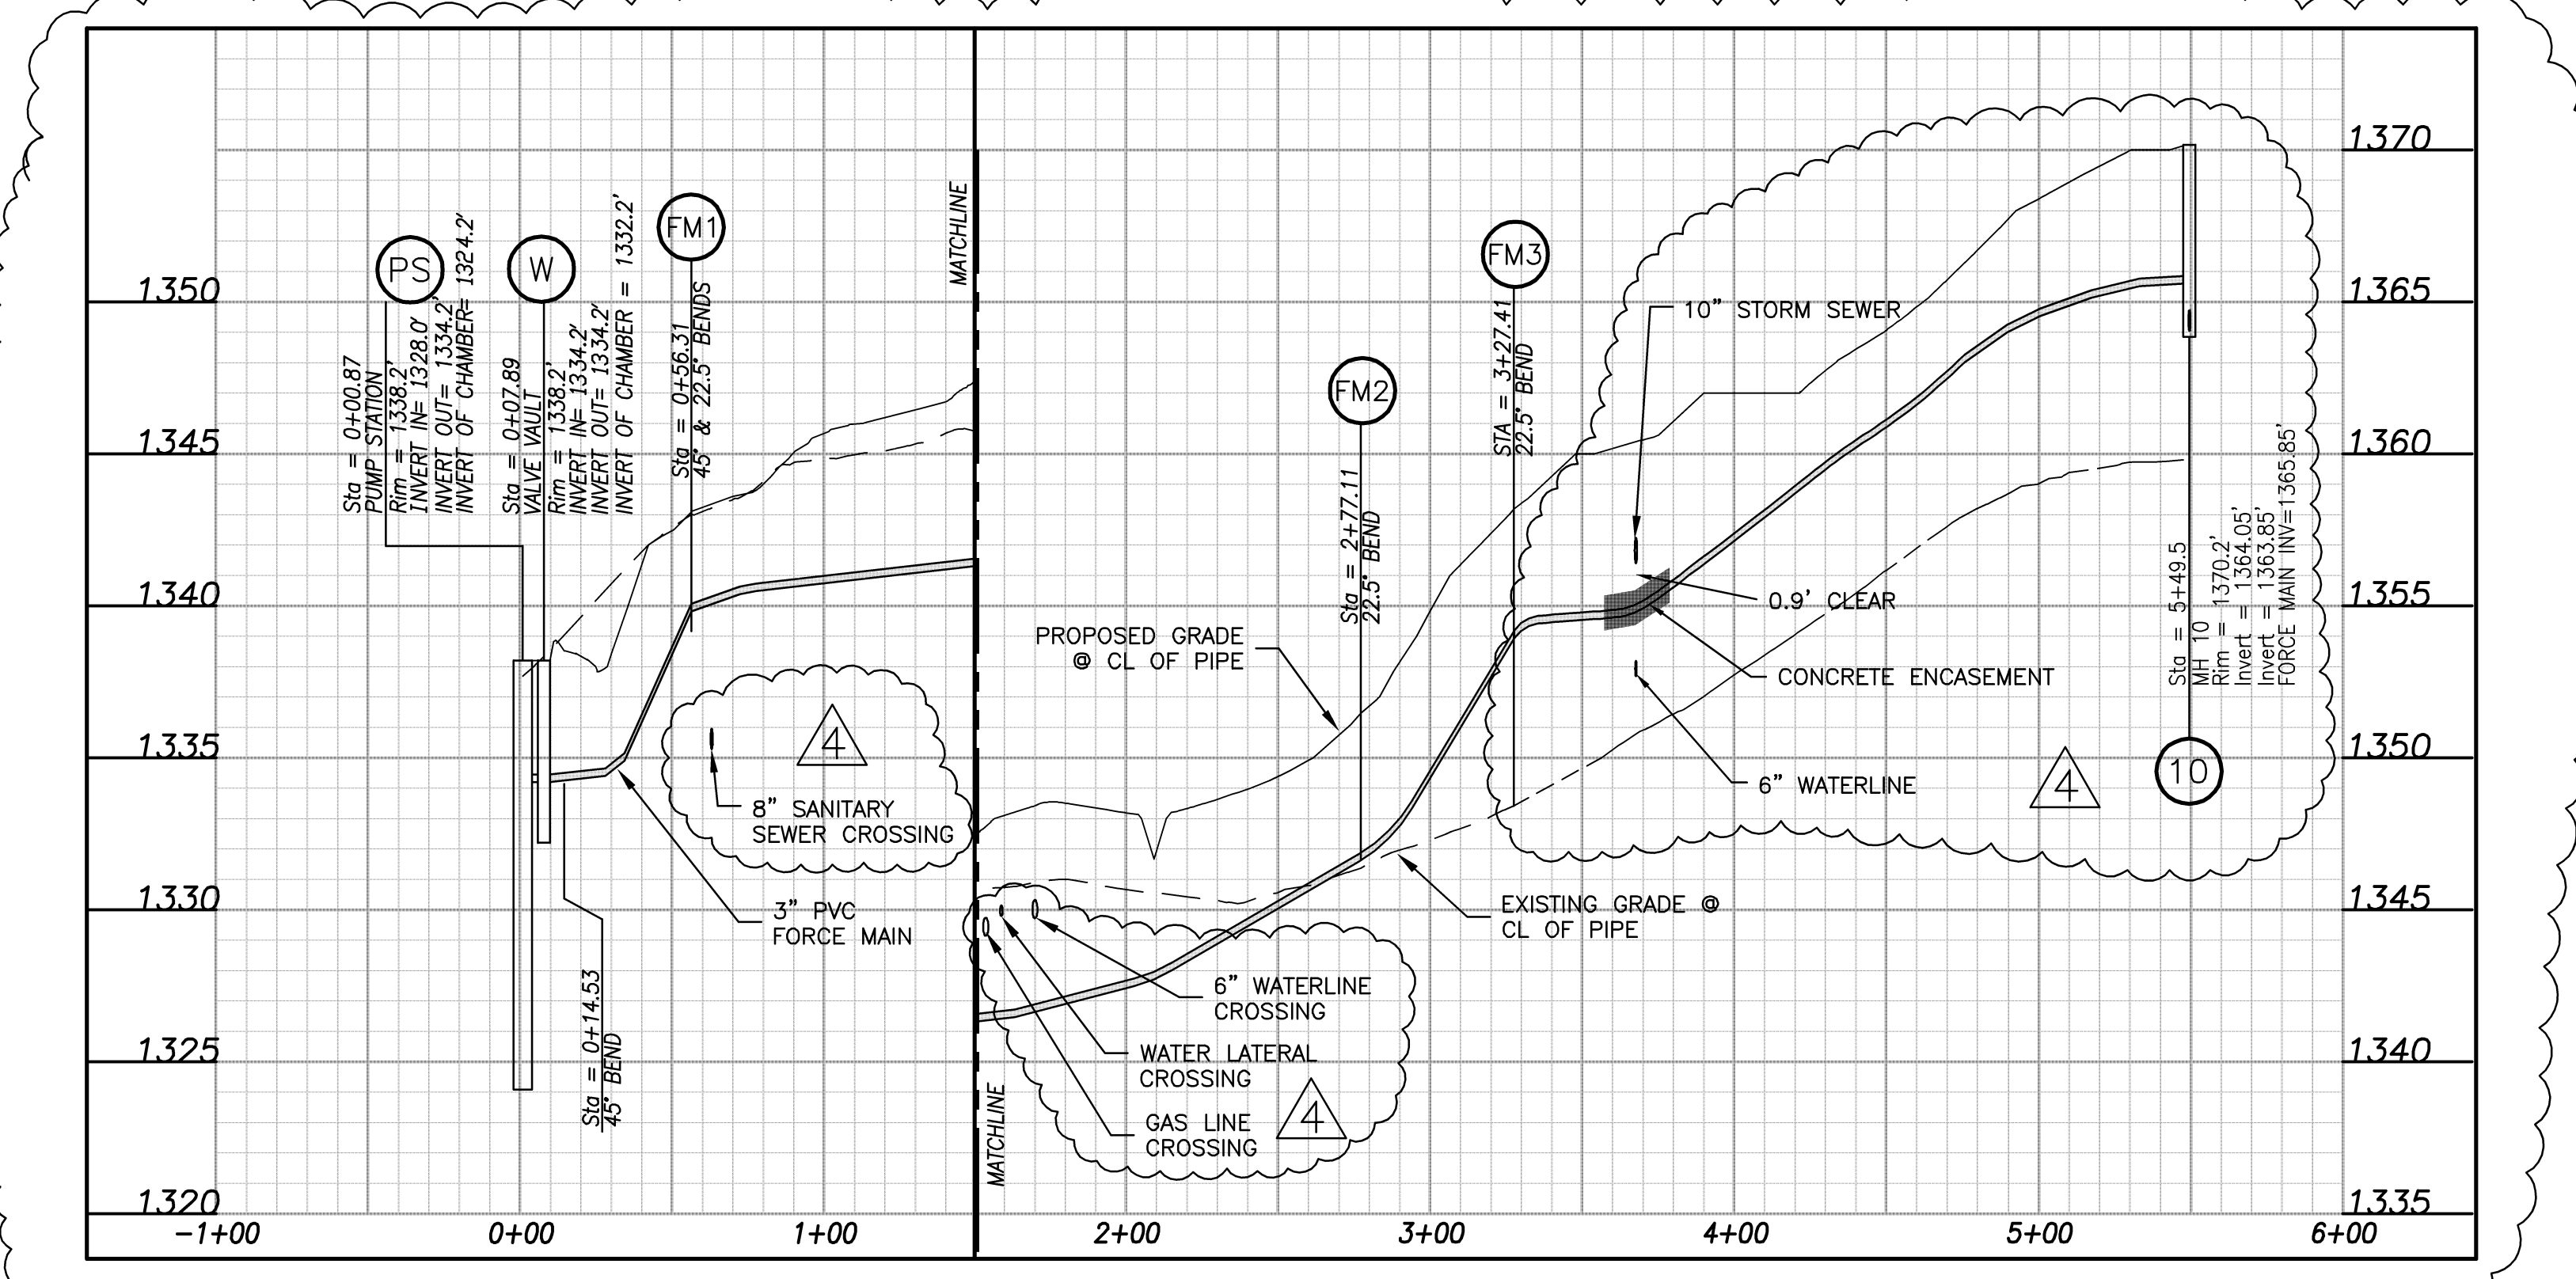 1370
MATCHLINE
PS
W
FM1
FM3
FM2
1350
1345
1340
1335
1330
1325
1320
1365
1360
1355
1350
1345
1340
1335
Sta = 0+00.87
PUMP STATION
Rim = 1338.2'
INVERT IN= 1328.0'
INVERT OUT= 1334.2'
INVERT OF CHAMBER= 1324.2'
Sta = 0+07.89
VALVE VAULT
Rim = 1338.2'
INVERT IN= 1334.2'
INVERT OUT= 1334.2'
INVERT OF CHAMBER = 1332.2'
Sta = 0+56.31
45° & 22.5° BENDS
Sta = 2+77.11
22.5° BEND
STA = 3+27.41
22.5° BEND
10" STORM SEWER
0.9' CLEAR
CONCRETE ENCASEMENT
6" WATERLINE
4
PROPOSED GRADE
@ CL OF PIPE
Sta = 5+49.5
MH 10
Rim = 1370.2'
Invert = 1364.05'
Invert = 1363.85'
FORCE MAIN INV=1365.85'
10
4
8" SANITARY
SEWER CROSSING
3" PVC
FORCE MAIN
EXISTING GRADE @
CL OF PIPE
Sta = 0+14.53
45° BEND
6" WATERLINE
CROSSING
WATER LATERAL
CROSSING
GAS LINE
CROSSING
4
MATCHLINE
-1+00
0+00
1+00
2+00
3+00
4+00
5+00
6+00